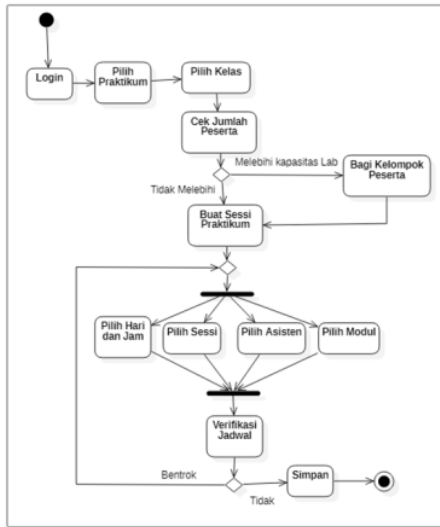 Login
Pilih
Praktikum
Pilih Kelas
Cek Jumlah
Peserta
Melebihi kapasitas Lab
Bagi Kelompok
Peserta
Tidak Melebihi
Buat Sessi
Praktikum
Pilih Hari
dan Jam
Pilih Sessi
Pilih Asisten
Pilih Modul
Verifikasi
Jadwal
Bentrok
Simpan
Tidak